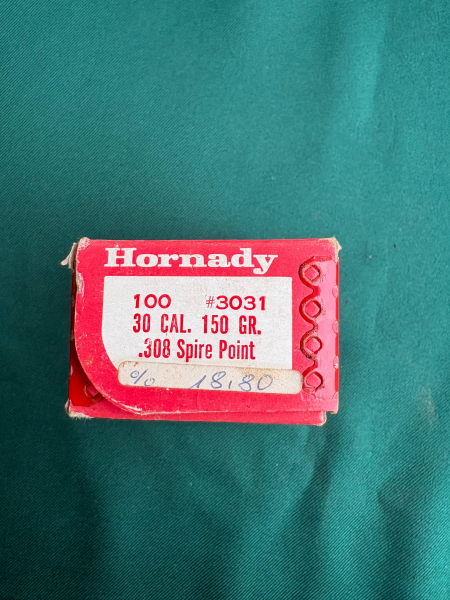 Hornady
100 #3031
30 CAL. 150 GR.
.308 Spire Point
% 18,80